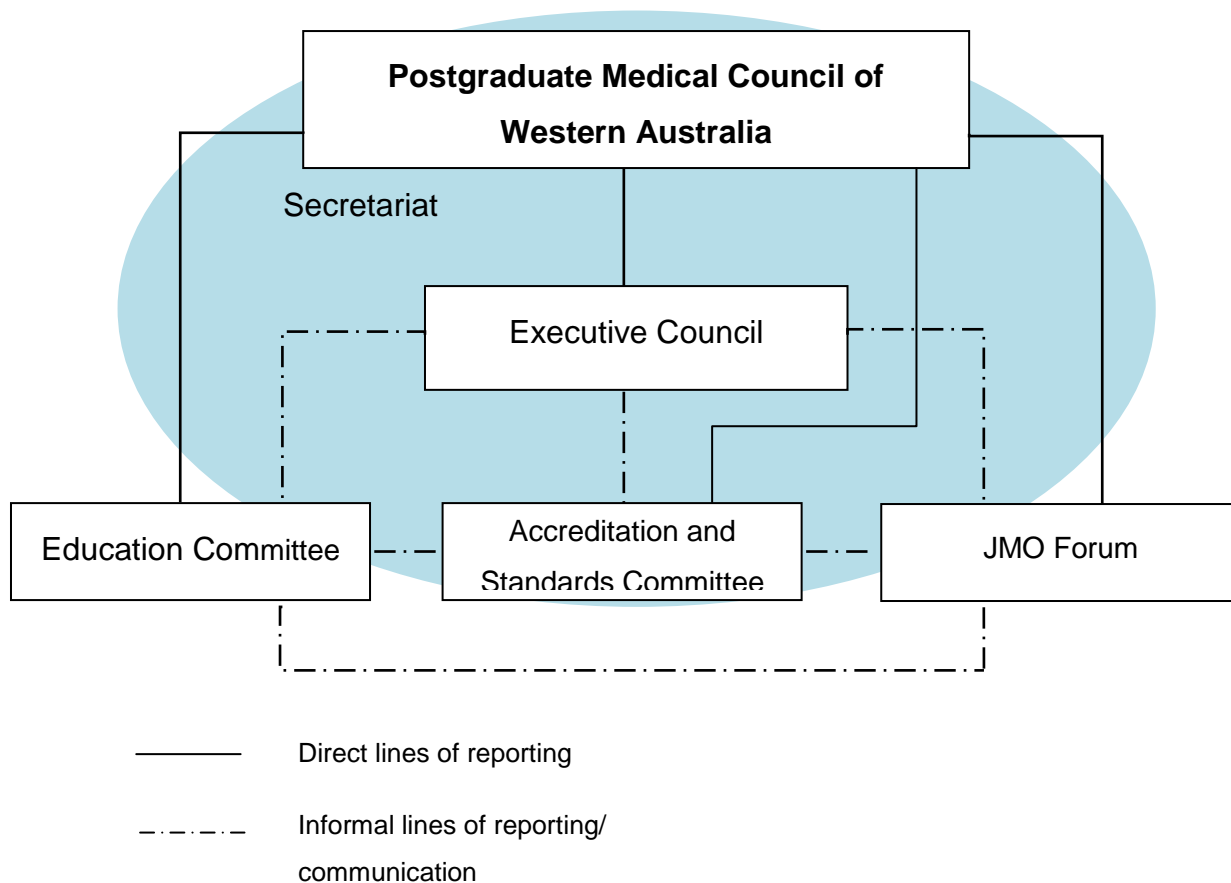 Postgraduate Medical Council of
Western Australia
Secretariat
Executive Council
Education Committee
Accreditation and
Standards Committee
JMO Forum
Direct lines of reporting
Informal lines of reporting/
communication